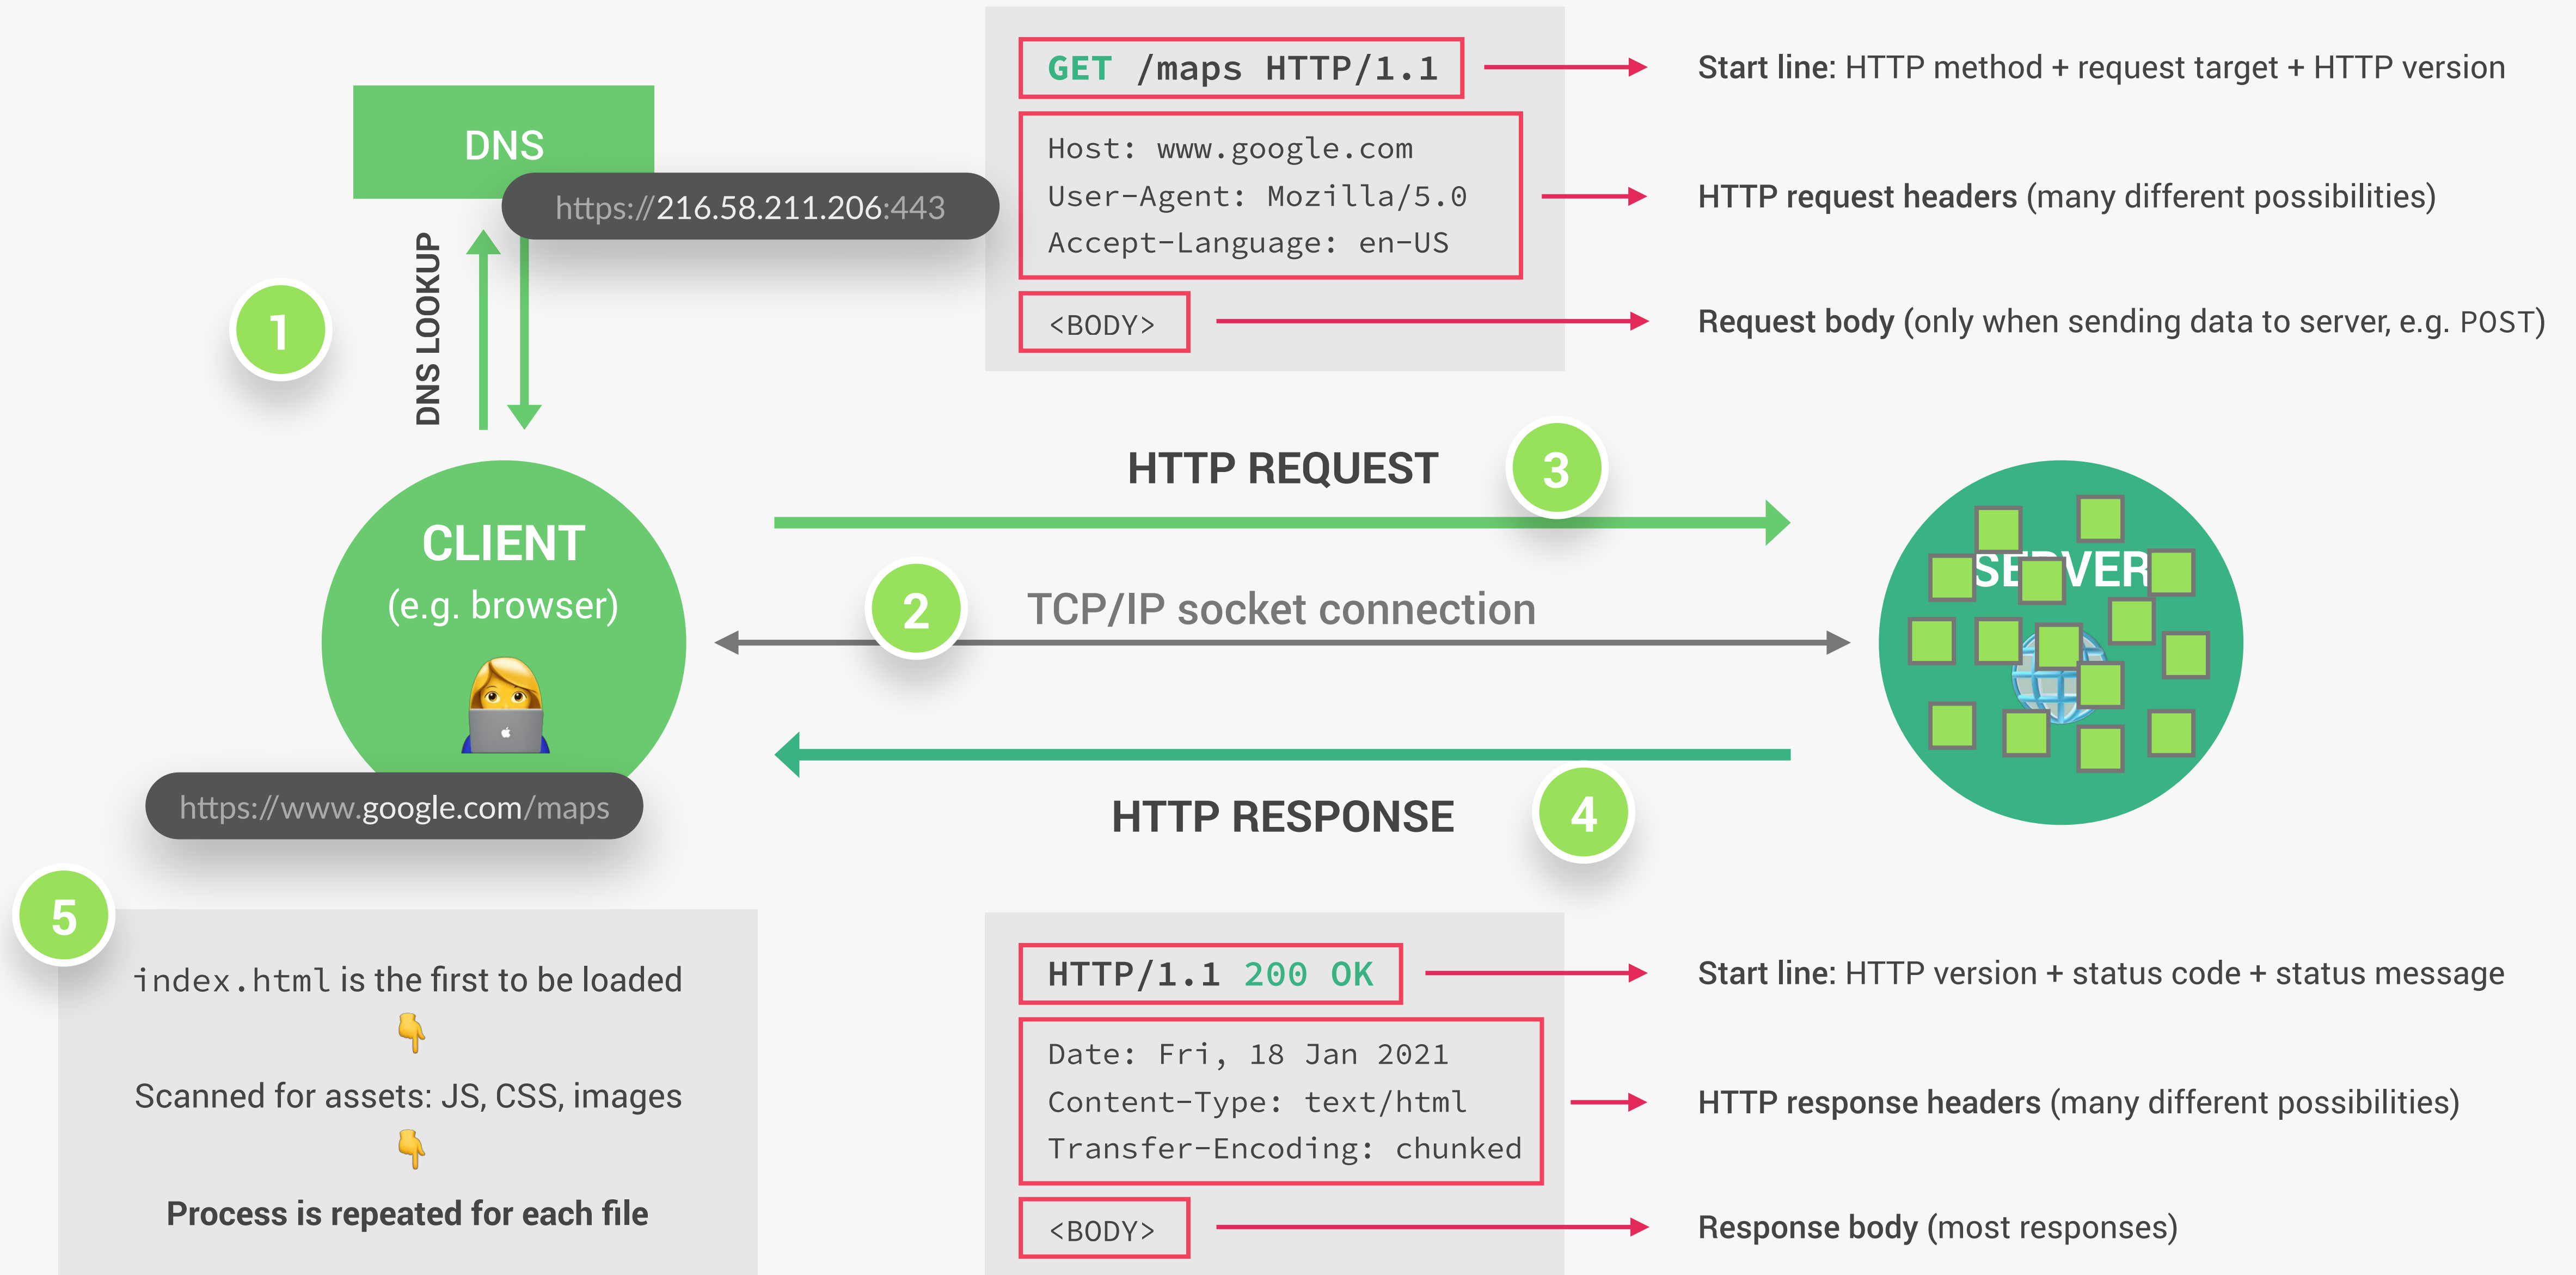 DNS
https://216.58.211.206:443
DNS LOOKUP
1
GET /maps HTTP/1.1
Start line: HTTP method + request target + HTTP version
Host: www.google.com
User-Agent: Mozilla/5.0
Accept-Language: en-US
HTTP request headers (many different possibilities)
<BODY>
Request body (only when sending data to server, e.g. POST)
HTTP REQUEST
3
CLIENT
(e.g. browser)
2
TCP/IP socket connection
https://www.google.com/maps
HTTP RESPONSE
4
5
index.html is the first to be loaded
Scanned for assets: JS, CSS, images
Process is repeated for each file
HTTP/1.1 200 OK
Start line: HTTP version + status code + status message
Date: Fri, 18 Jan 2021
Content-Type: text/html
Transfer-Encoding: chunked
HTTP response headers (many different possibilities)
<BODY>
Response body (most responses)
SERVER